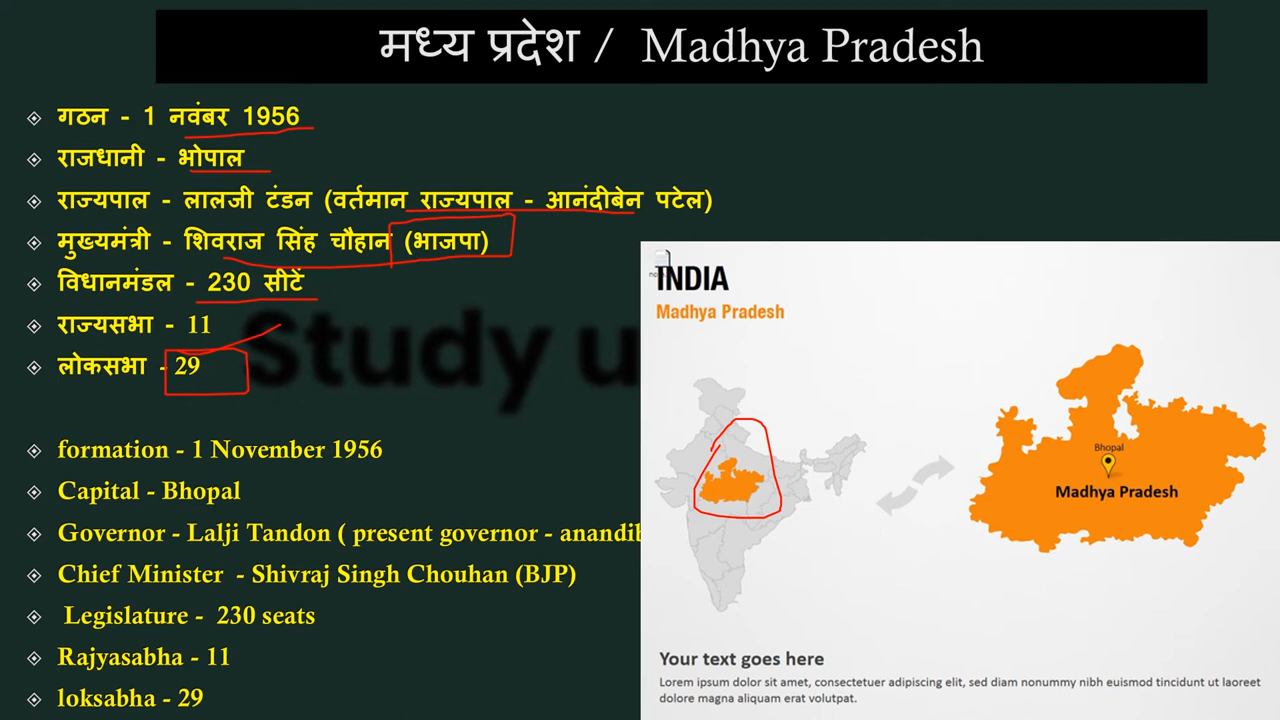 मध्य प्रदेश / Madhya Pradesh
गठन - 1 नवंबर 1956
राजधानी - भोपाल
राज्यपाल - लालजी टंडन (वर्तमान राज्यपाल - आनंदीबेन पटेल)
मुख्यमंत्री - शिवराज सिंह चौहान (भाजपा)
विधानमंडल - 230 सीटें
राज्यसभा - 11
लोकसभा - 29
Study u
formation - 1 November 1956
Capital - Bhopal
Governor - Lalji Tandon ( present governor - anandib
Chief Minister - Shivraj Singh Chouhan (BJP)
Legislature - 230 seats
Rajyasabha - 11
loksabha - 29
INDIA
Madhya Pradesh
Bhopal
Madhya Pradesh
Your text goes here
Lorem ipsum dolor sit amet, consectetuer adipiscing elit, sed diam nonummy nibh euismod tincidunt ut laoreet
dolore magna aliquam erat volutpat.